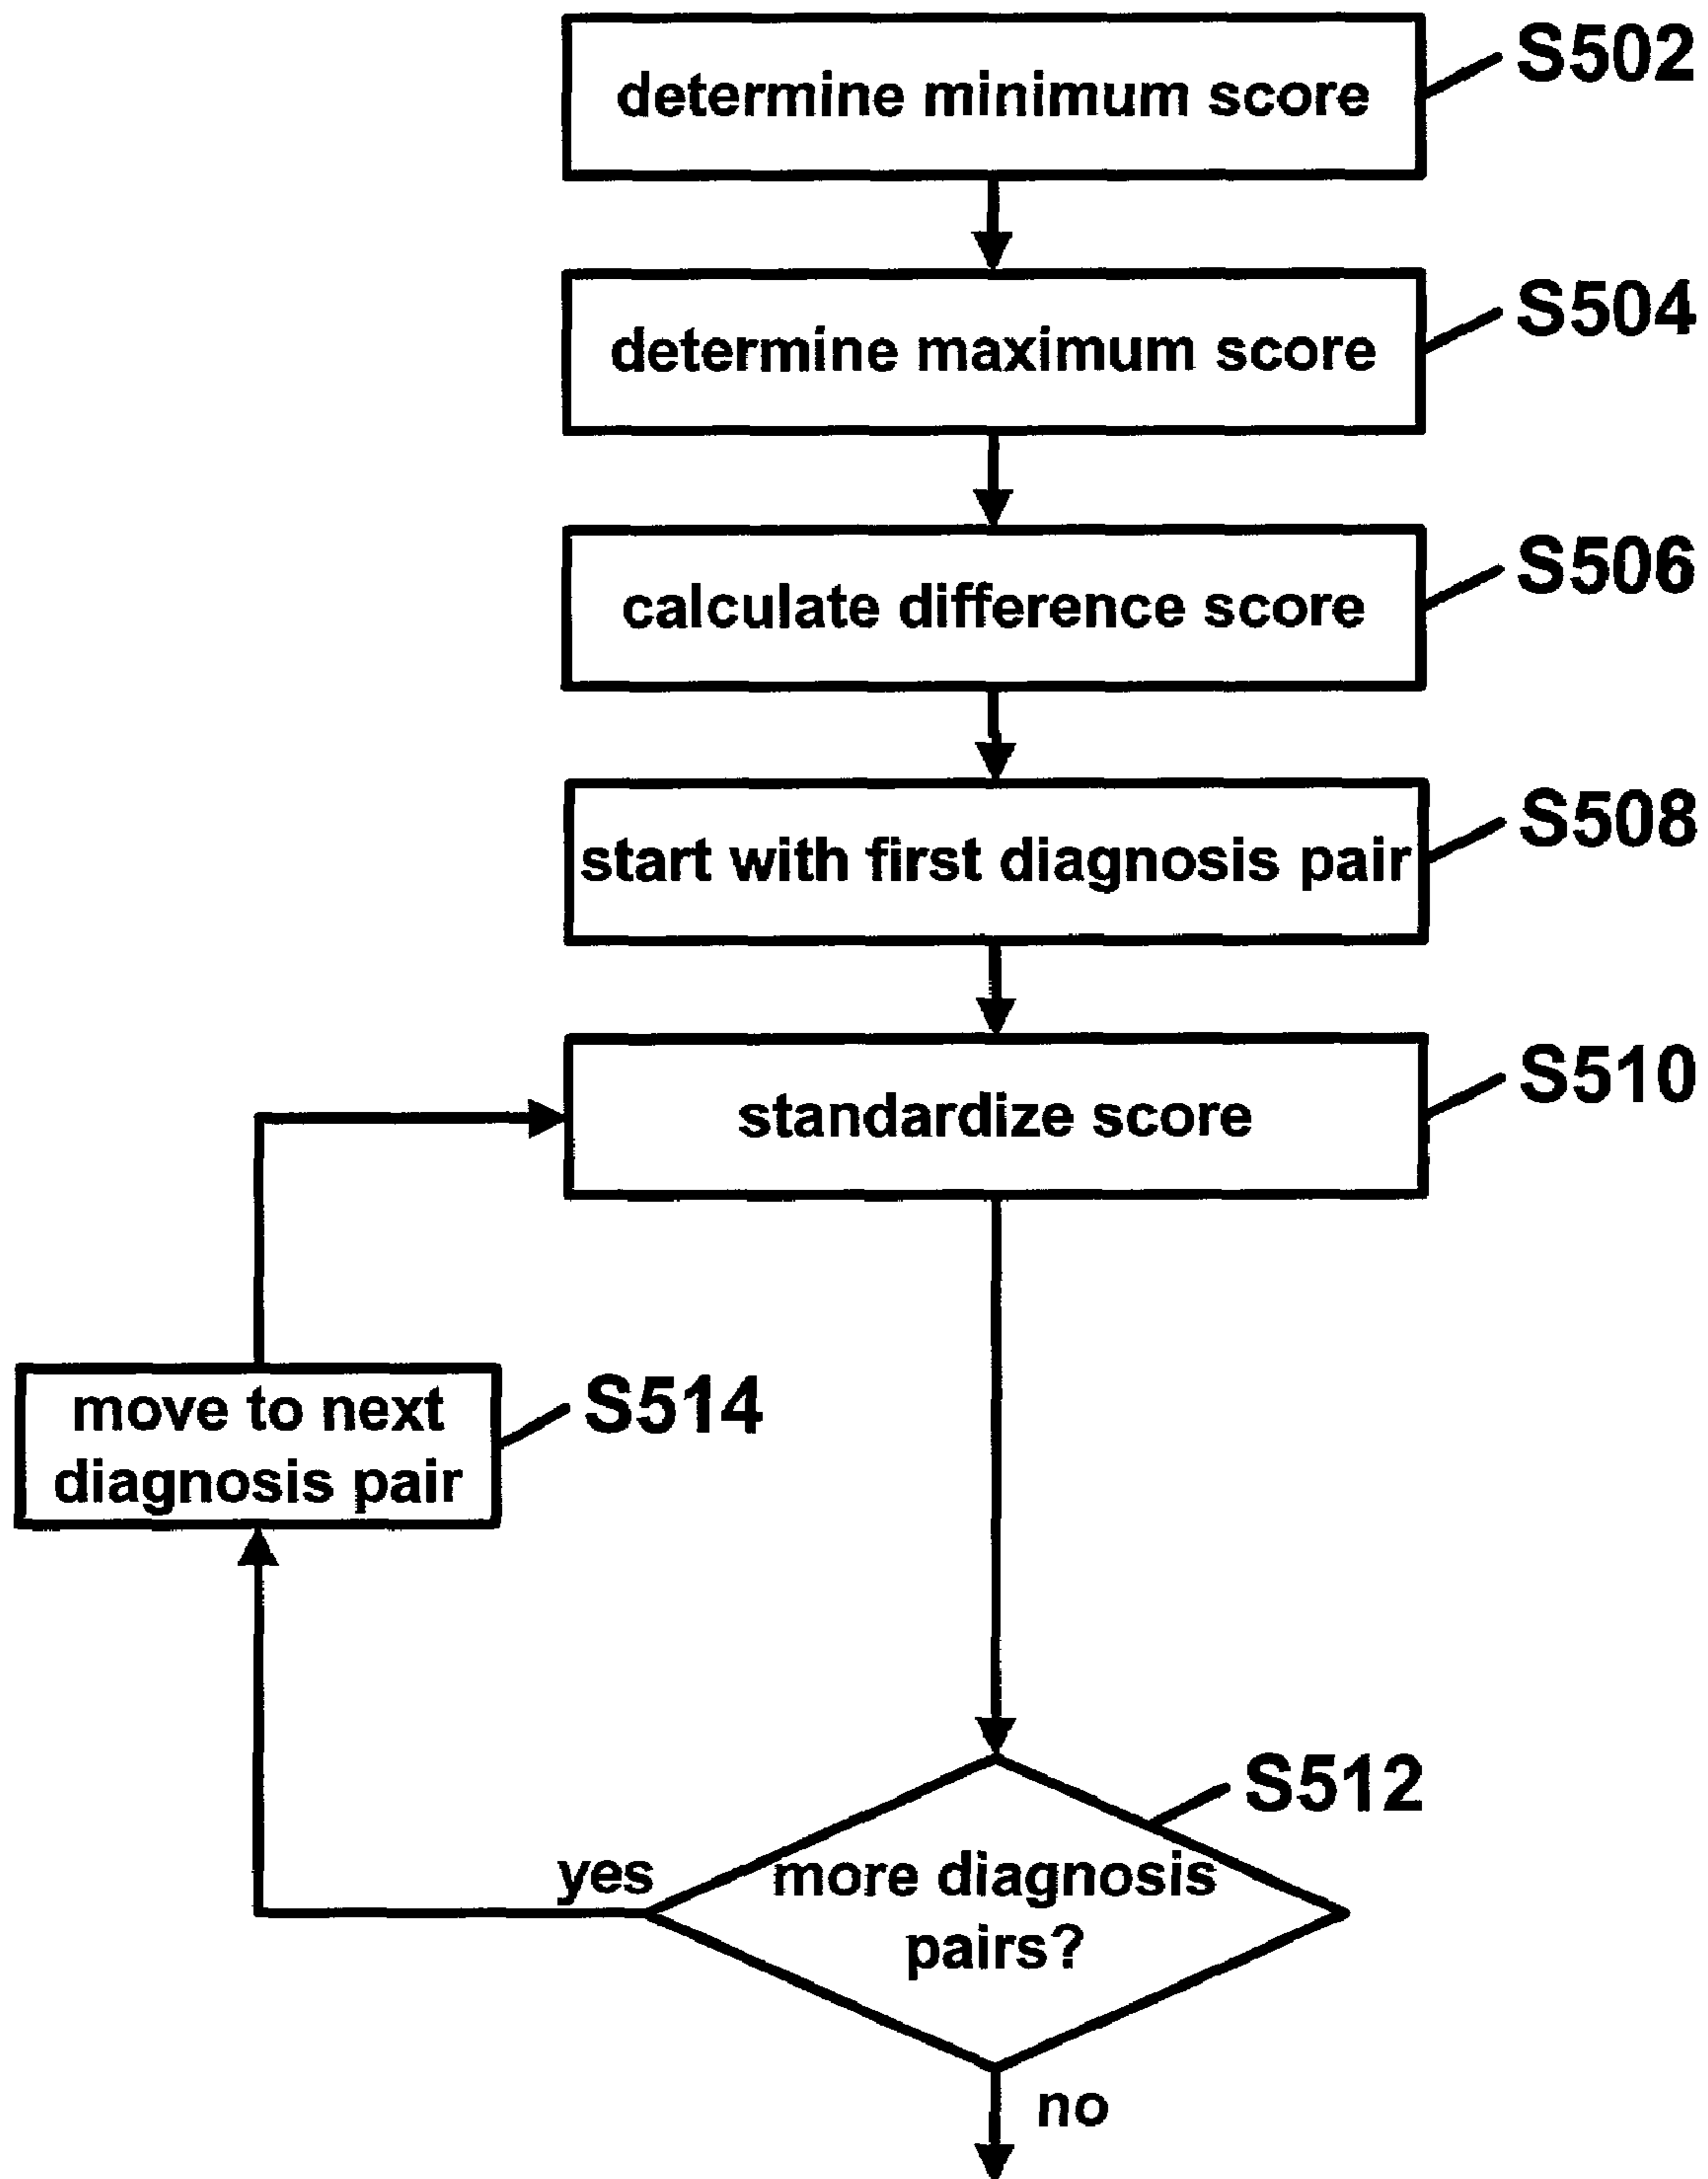 determine minimum score
S502
determine maximum score
S504
calculate difference score
S506
start with first diagnosis pair
S508
standardize score
S510
move to next
diagnosis pair
S514
S512
more diagnosis
pairs?
yes
no